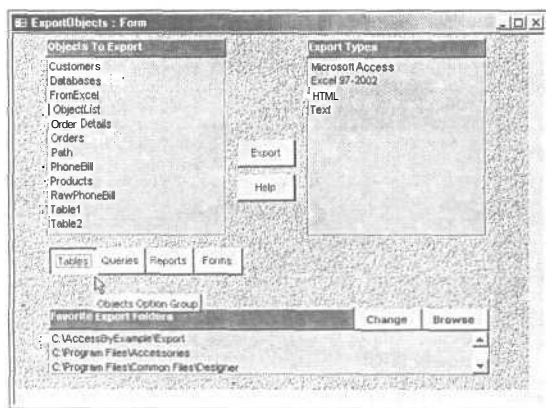 ExportObjects : Form
Objects To Export
Customers
Databases
FromExcel
ObjectList
Order Details
Orders
Path
PhoneBill
Products
RawPhoneBill
Table1
Table2
Export
Help
Export Types
Microsoft Access
Excel 97-2002
HTML
Text
Tables Queries Reports Forms
Objects Option Group
Favorite Export Folders Change Browse
C:\AccessByExample\Export
C:\Program Files\Accessories
C:\Program Files\Common Files\Designer